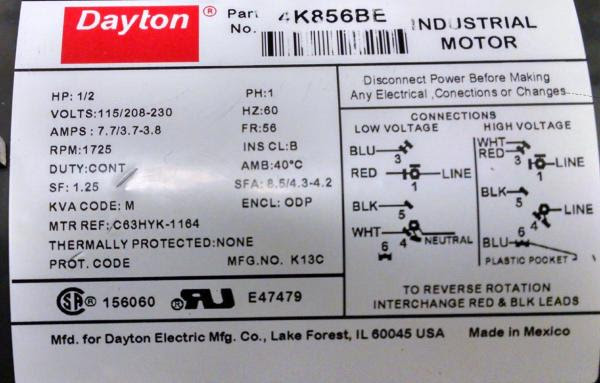 Dayton®
Part No. 4K856BE
INDUSTRIAL MOTOR
HP: 1/2 PH:1
VOLTS:115/208-230 HZ:60
AMPS : 7.7/3.7-3.8 FR:56
RPM:1725 INS CL:B
DUTY:CONT AMB:40°C
SF: 1.25 SFA: 8.5/4.3-4.2
KVA CODE: M ENCL: ODP
MTR REF: C63HYK-1164
THERMALLY PROTECTED:NONE
PROT. CODE MFG.NO. K13C
SA® 156060 ® RU E47479
Disconnect Power Before Making
Any Electrical ,Conections or Changes
CONNECTIONS
LOW VOLTAGE HIGH VOLTAGE
BLU 3
RED 1 LINE
BLK 5
WHT 4 NEUTRAL
6
WHT
RED 3
1 LINE
BLK 5
4 LINE
BLU 6
PLASTIC POCKET
TO REVERSE ROTATION
INTERCHANGE RED & BLK LEADS
Mfd. for Dayton Electric Mfg. Co., Lake Forest, IL 60045 USA Made in Mexico